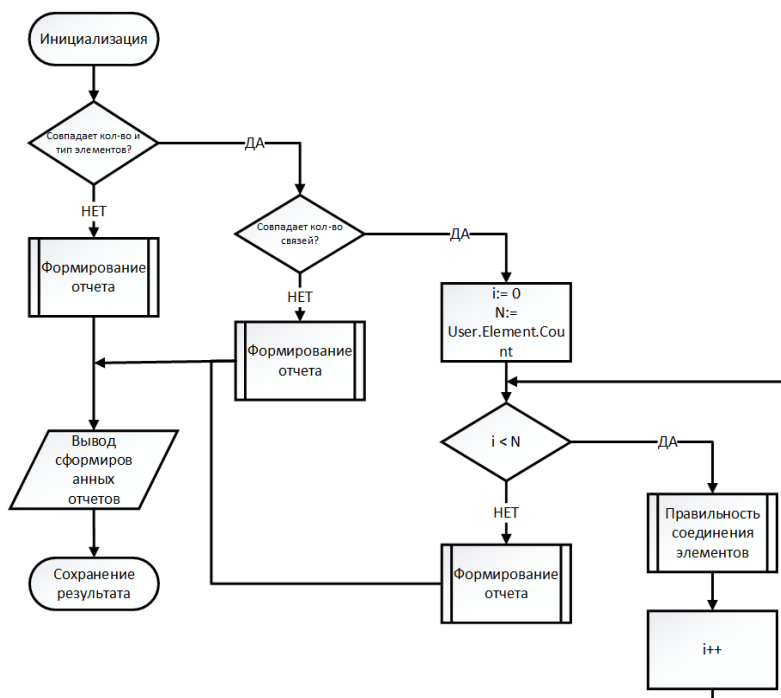 Инициализация
Совпадает кол-во и
тип элементов?
ДА
НЕТ
Формирование
отчета
Совпадает кол-во
связей?
ДА
НЕТ
Формирование
отчета
i:= 0
N:=
User.Element.Cou
nt
i < N
ДА
НЕТ
Правильность
соединения
элементов
Формирование
отчета
i++
Вывод
сформиров
анных
отчетов
Сохранение
результата